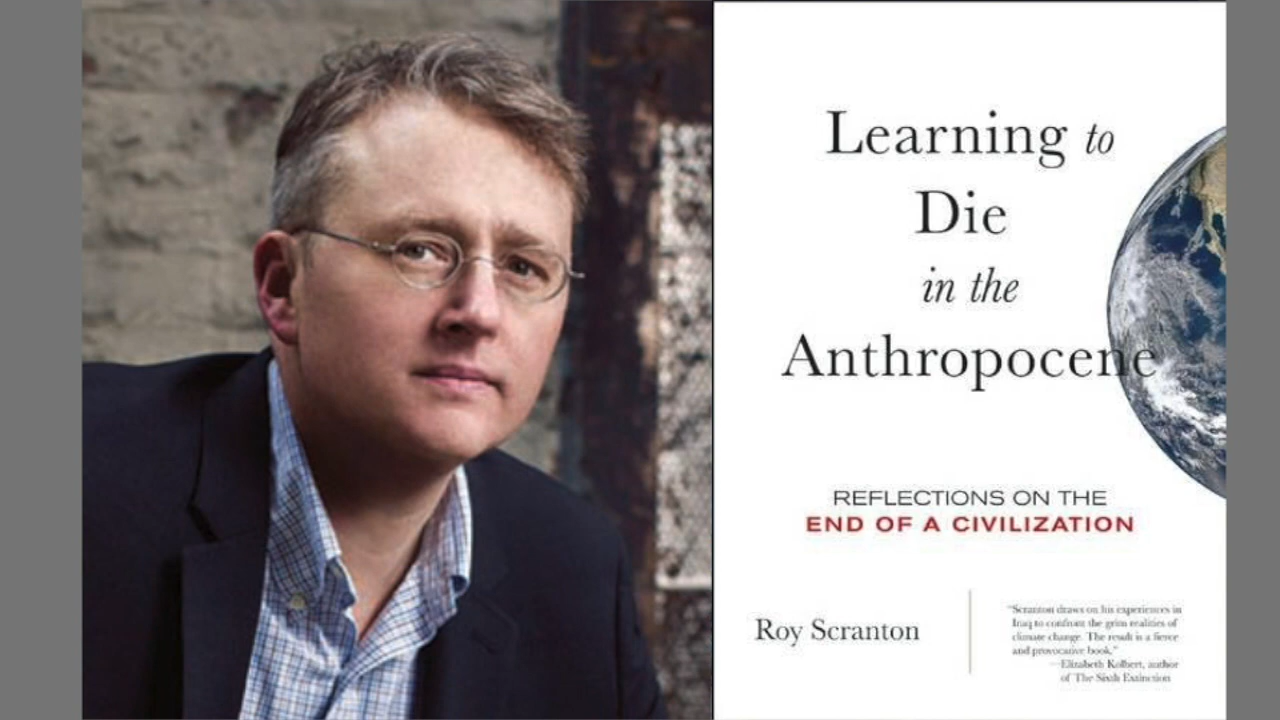 Learning to
Die
in the
Anthropocene
REFLECTIONS ON THE
END OF A CIVILIZATION
Roy Scranton
“Scranton draws on his experiences in
Iraq to confront the grim realities of
climate change. The result is a fierce
and provocative book.”
—Elizabeth Kolbert, author
of The Sixth Extinction